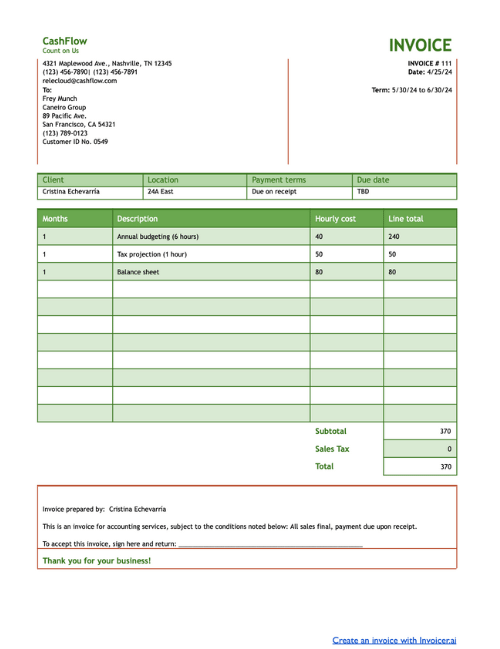 CashFlow
Count on Us
INVOICE
4321 Maplewood Ave., Nashville, TN 12345
(123) 456-7890| (123) 456-7891
relecloud@cashflow.com
To:
Frey Munch
Caneiro Group
89 Pacific Ave.
San Francisco, CA 54321
(123) 789-0123
Customer ID No. 0549
INVOICE # 111
Date: 4/25/24
Term: 5/30/24 to 6/30/24
Client Location Payment terms Due date
Cristina Echevarría 24A East Due on receipt TBD
Months Description Hourly cost Line total
1 Annual budgeting (6 hours) 40 240
1 Tax projection (1 hour) 50 50
1 Balance sheet 80 80
Subtotal 370
Sales Tax 0
Total 370
Invoice prepared by: Cristina Echevarría
This is an invoice for accounting services, subject to the conditions noted below: All sales final, payment due upon receipt.
To accept this invoice, sign here and return: ____________________
Thank you for your business!
Create an invoice with Invoicer.ai